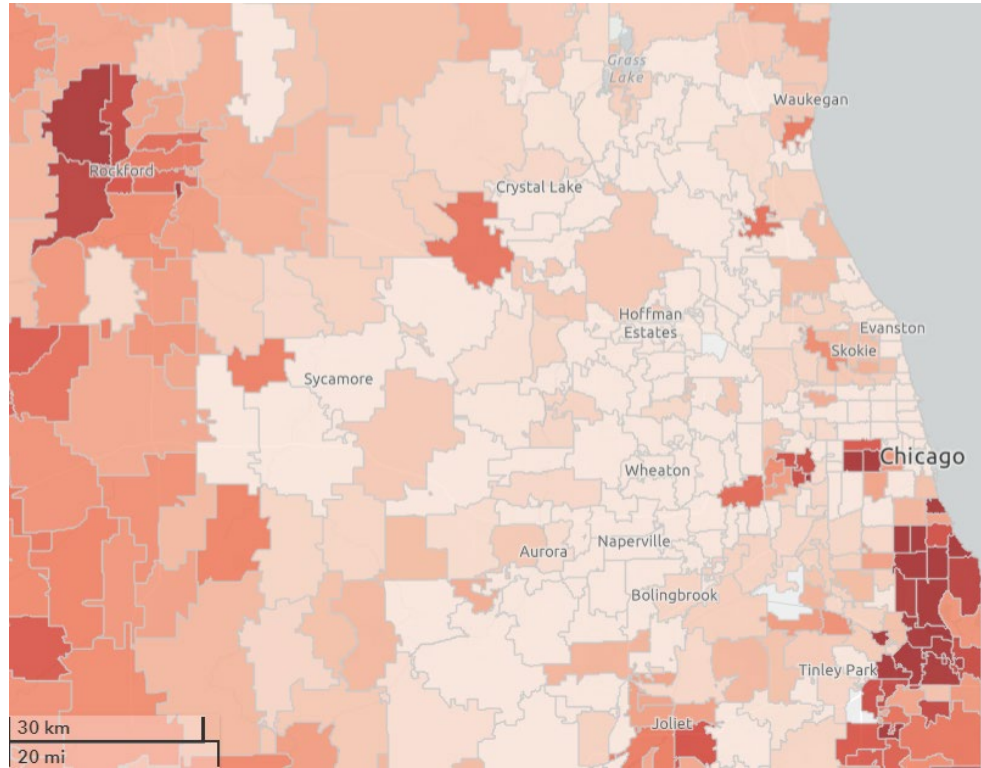 Grass
Lake
Waukegan
Rockford
Crystal Lake
Hoffman
Estates
Evanston
Skokie
Sycamore
Chicago
Wheaton
Naperville
Aurora
Bolingbrook
Tinley Park
Joliet
30 km
20 mi